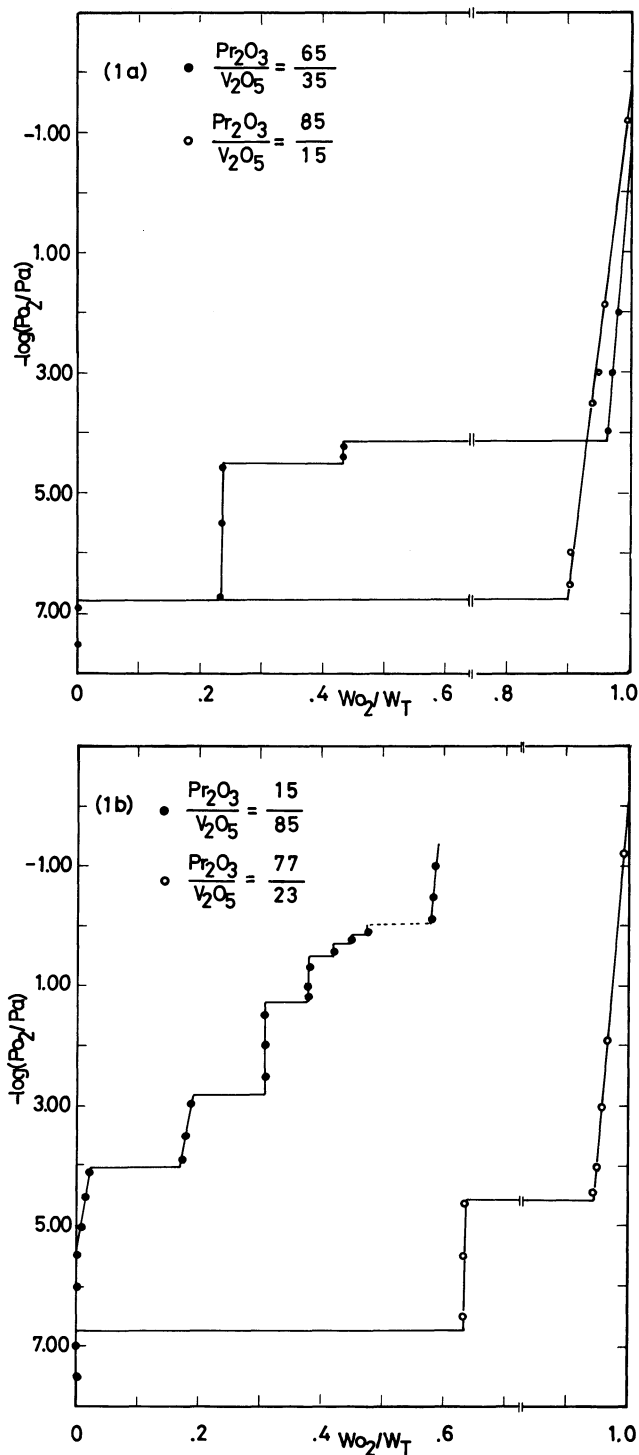 (1a) ● Pr2O3/V2O5 = 65/35
○ Pr2O3/V2O5 = 85/15
-log(Po2/Pa)
-1.00
1.00
3.00
5.00
7.00
0 .2 .4 .6 .8 1.0
Wo2/WT
(1b) ● Pr2O3/V2O5 = 15/85
○ Pr2O3/V2O5 = 77/23
-log(Po2/Pa)
-1.00
1.00
3.00
5.00
7.00
0 .2 .4 .6 1.0
Wo2/WT